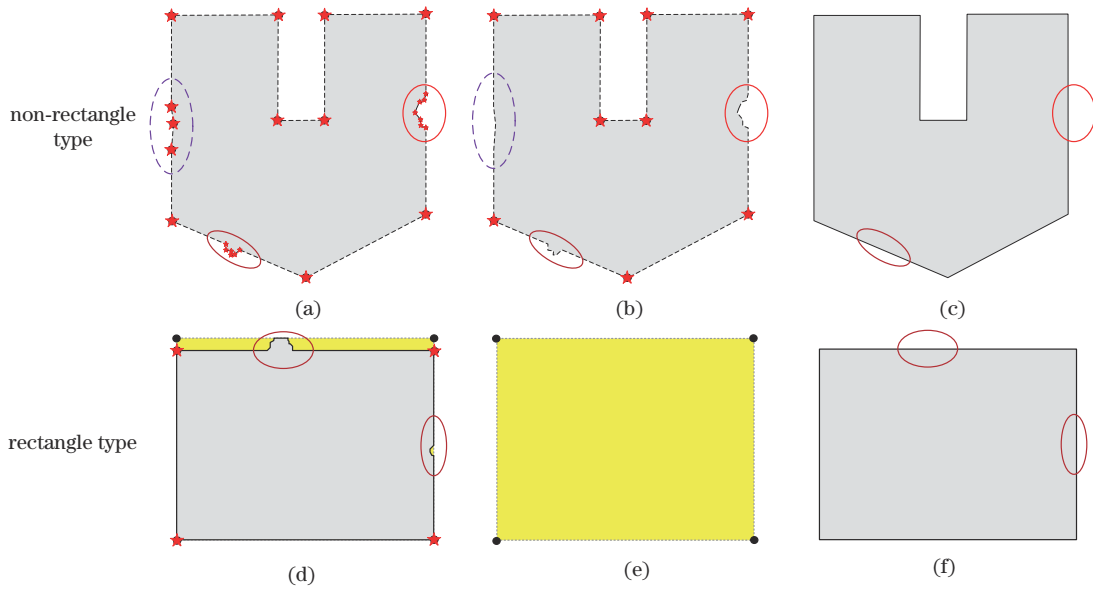 non-rectangle
type
(a)
(b)
(c)
rectangle type
(d)
(e)
(f)